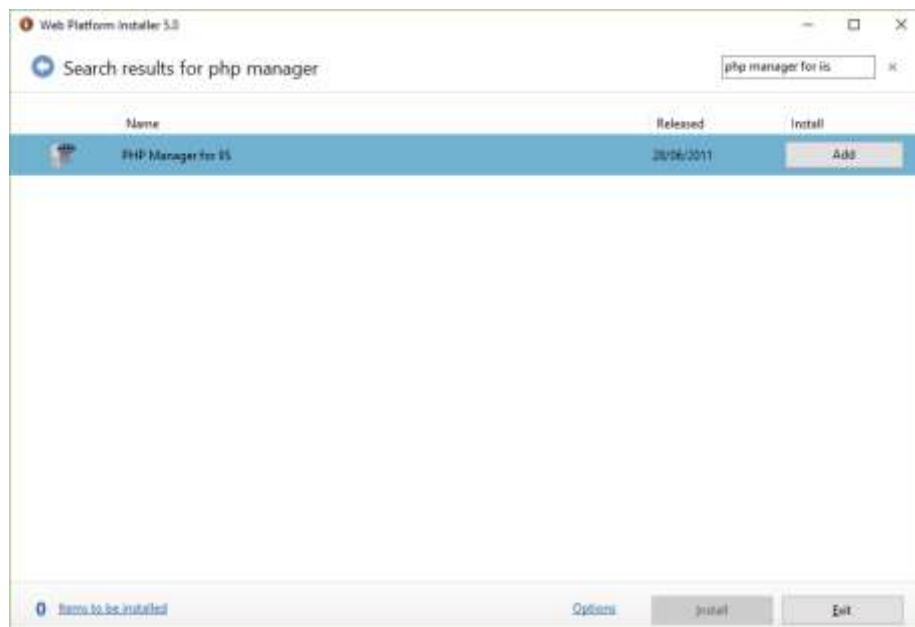 Web Platform Installer 5.0
Search results for php manager
php manager for iis
Name Released Install
PHP Manager for IIS 28/06/2011 Add
0 Items to be installed Options Install Exit